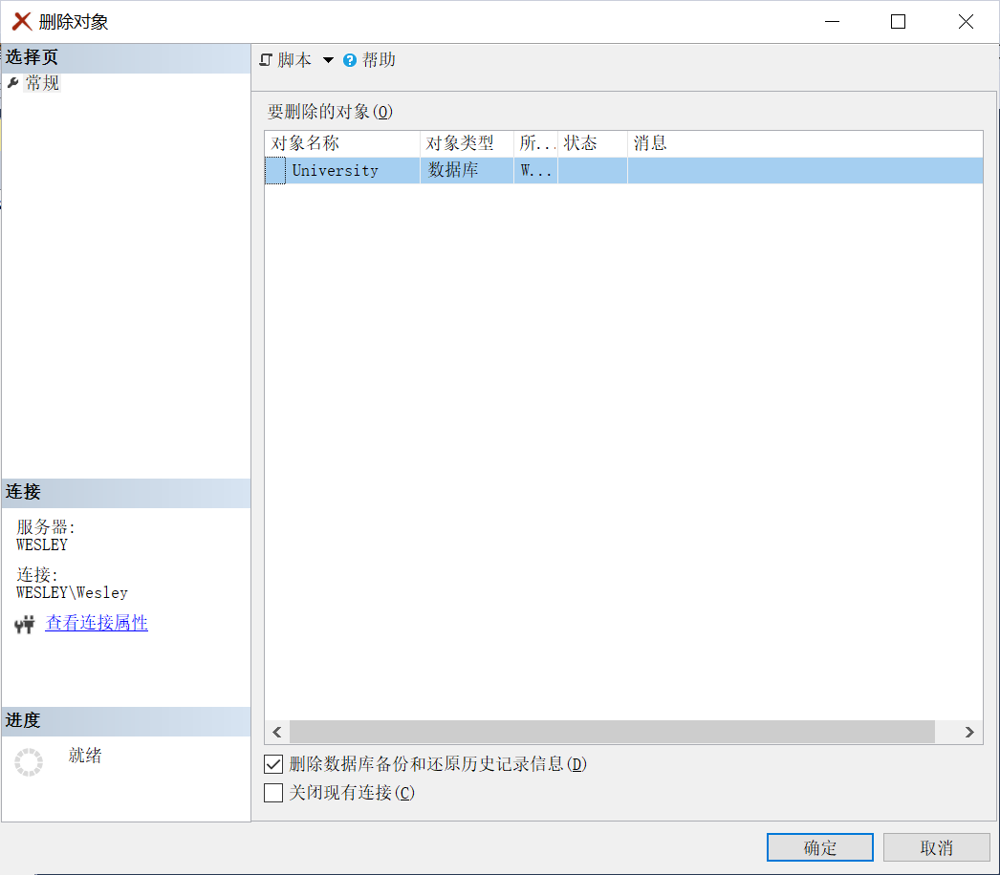 删除对象
选择页
常规
脚本 帮助
要删除的对象(O)
对象名称 对象类型 所... 状态 消息
University 数据库 W...
连接
服务器:
WESLEY
连接:
WESLEY\Wesley
查看连接属性
进度
就绪
删除数据库备份和还原历史记录信息(D)
关闭现有连接(C)
确定 取消